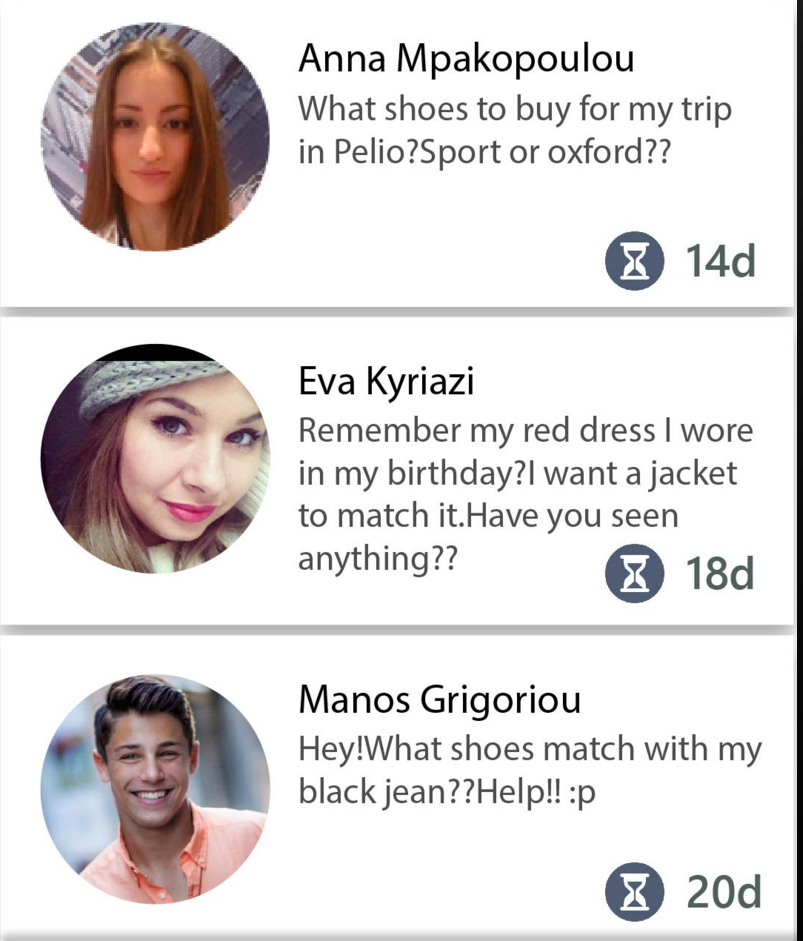 Anna Mpakopoulou
What shoes to buy for my trip
in Pelio?Sport or oxford??
14d
Eva Kyriazi
Remember my red dress I wore
in my birthday?I want a jacket
to match it.Have you seen
anything??
18d
Manos Grigoriou
Hey!What shoes match with my
black jean??Help!! :p
20d